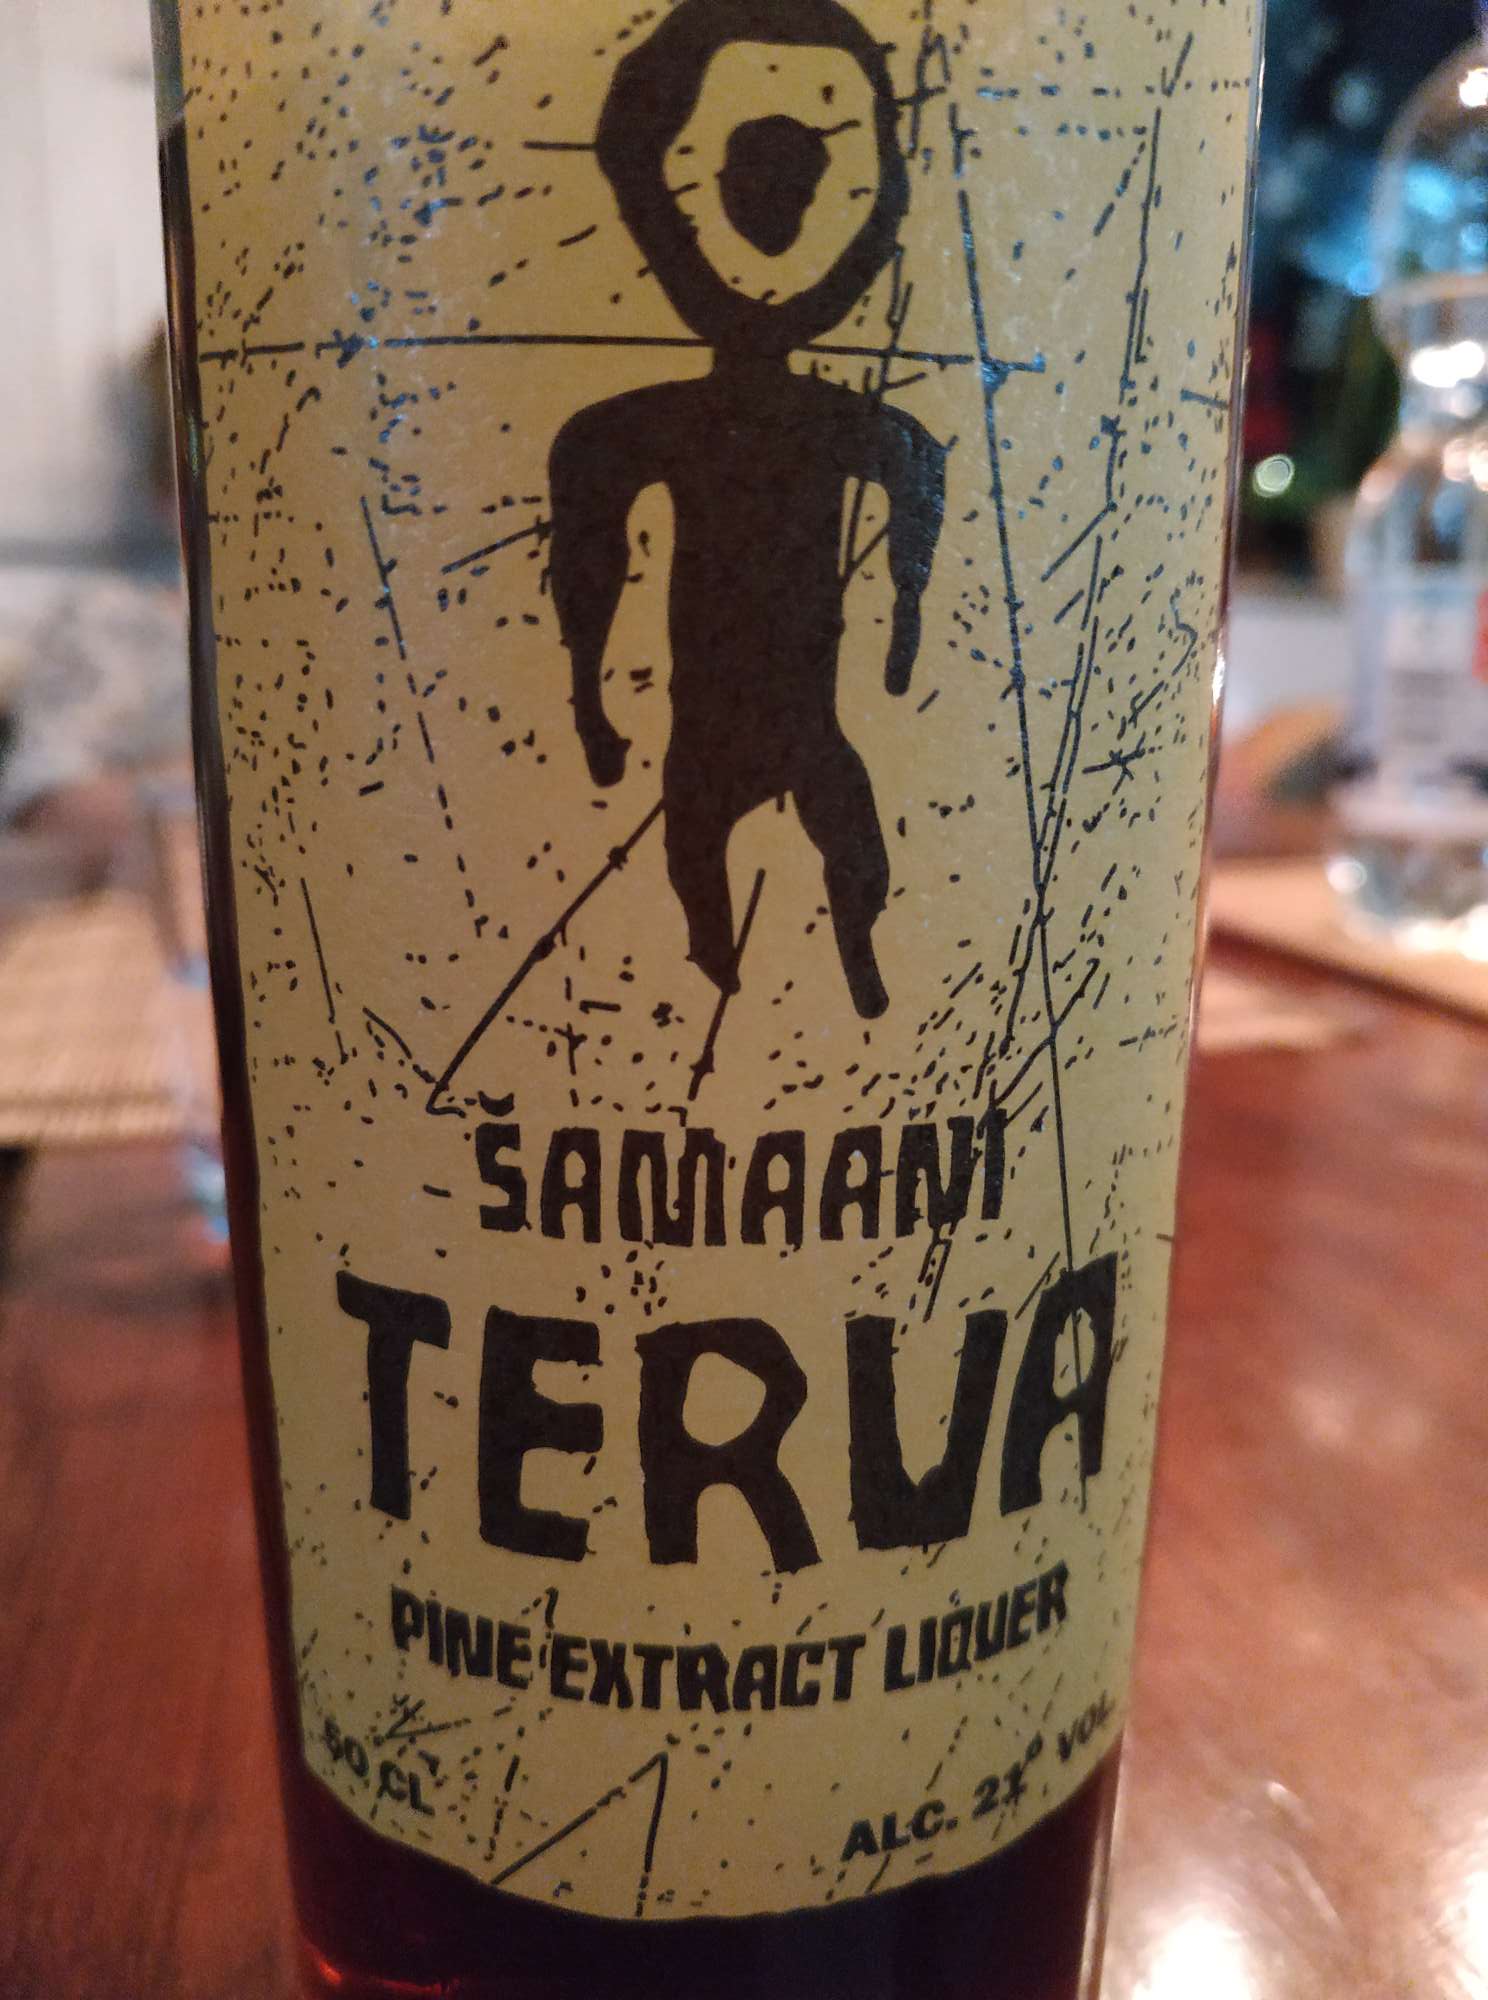 ŠAMAANI
TERVA
PINE EXTRACT LIQUER
50 CL
ALC. 21° VOL